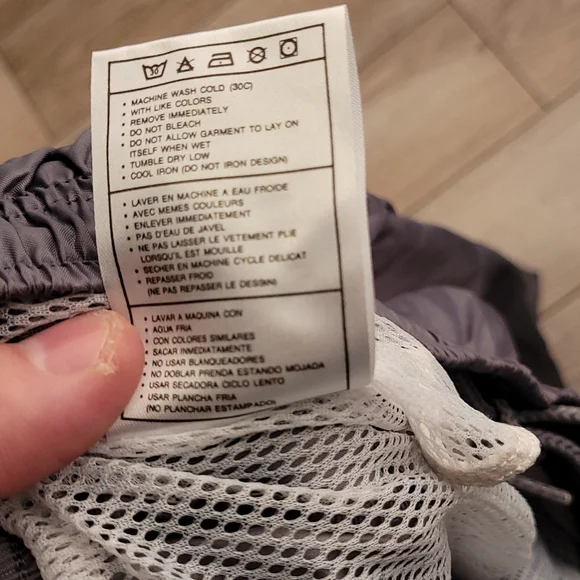 • MACHINE WASH COLD (30C)
• WITH LIKE COLORS
• REMOVE IMMEDIATELY
• DO NOT BLEACH
• DO NOT ALLOW GARMENT TO LAY ON
ITSELF WHEN WET
• TUMBLE DRY LOW
• COOL IRON (DO NOT IRON DESIGN)
• LAVER EN MACHINE A EAU FROIDE
• AVEC MEMES COULEURS
• ENLEVER IMMEDIATEMENT
• PAS D'EAU DE JAVEL
• NE PAS LAISSER LE VETEMENT PLIE
LORSQU'IL EST MOUILLE
• SECHER EN MACHINE CYCLE DELICAT
• REPASSER FROID
(NE PAS REPASSER LE DESSIN)
• LAVAR A MAQUINA CON
• AGUA FRIA
• CON COLORES SIMILARES
• SACAR INMEDIATAMENTE
• NO USAR BLANQUEADORES
• NO DOBLAR PRENDA ESTANDO MOJADA
• USAR SECADORA CICLO LENTO
• USAR PLANCHA FRIA
(NO PLANCHAR ESTAMPADO)